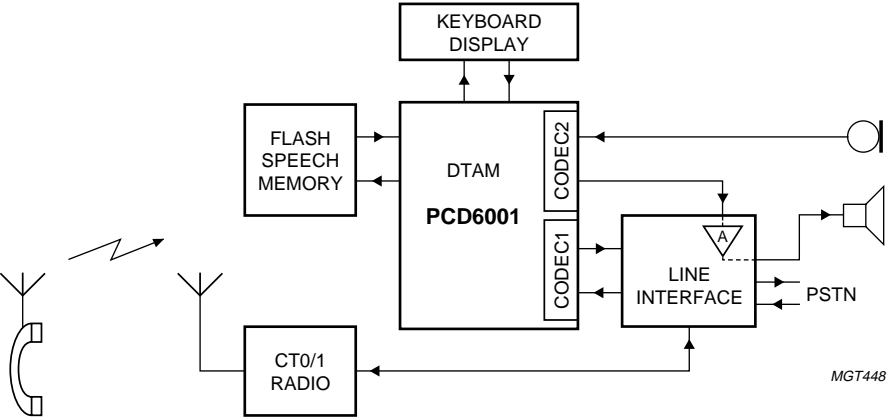 KEYBOARD
DISPLAY
FLASH
SPEECH
MEMORY
DTAM
PCD6001
CODEC2
CODEC1
A
LINE
INTERFACE
PSTN
CT0/1
RADIO
MGT448